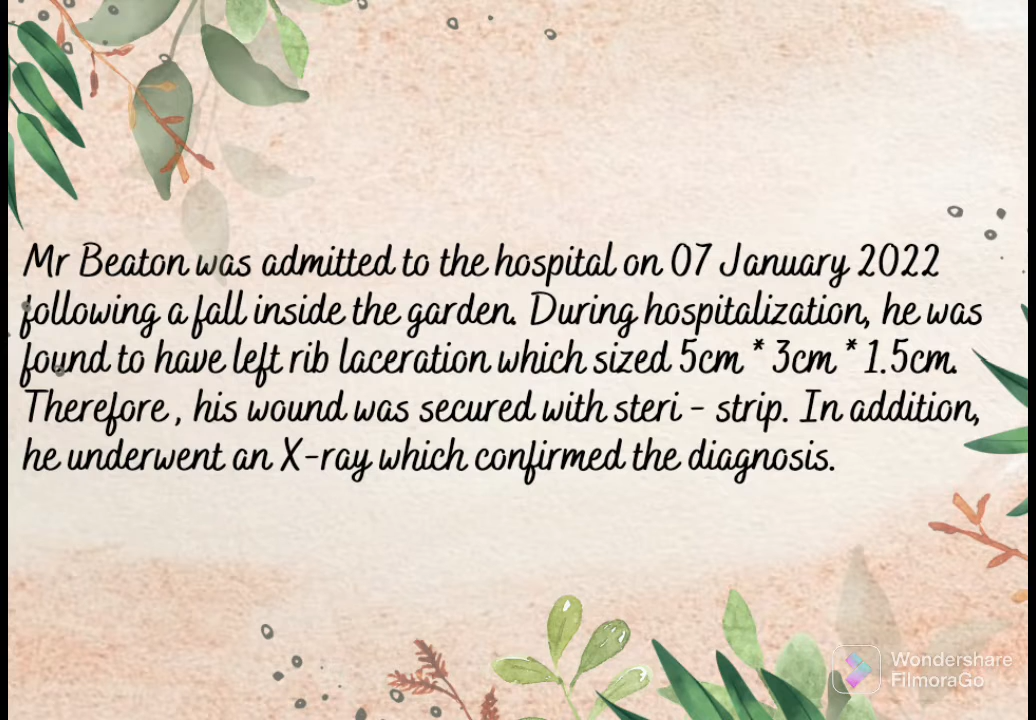 Mr Beaton was admitted to the hospital on 07 January 2022
following a fall inside the garden. During hospitalization, he was
found to have left rib laceration which sized 5cm * 3cm * 1.5cm.
Therefore, his wound was secured with steri - strip. In addition,
he underwent an X-ray which confirmed the diagnosis.
Wondershare
FilmoraGo